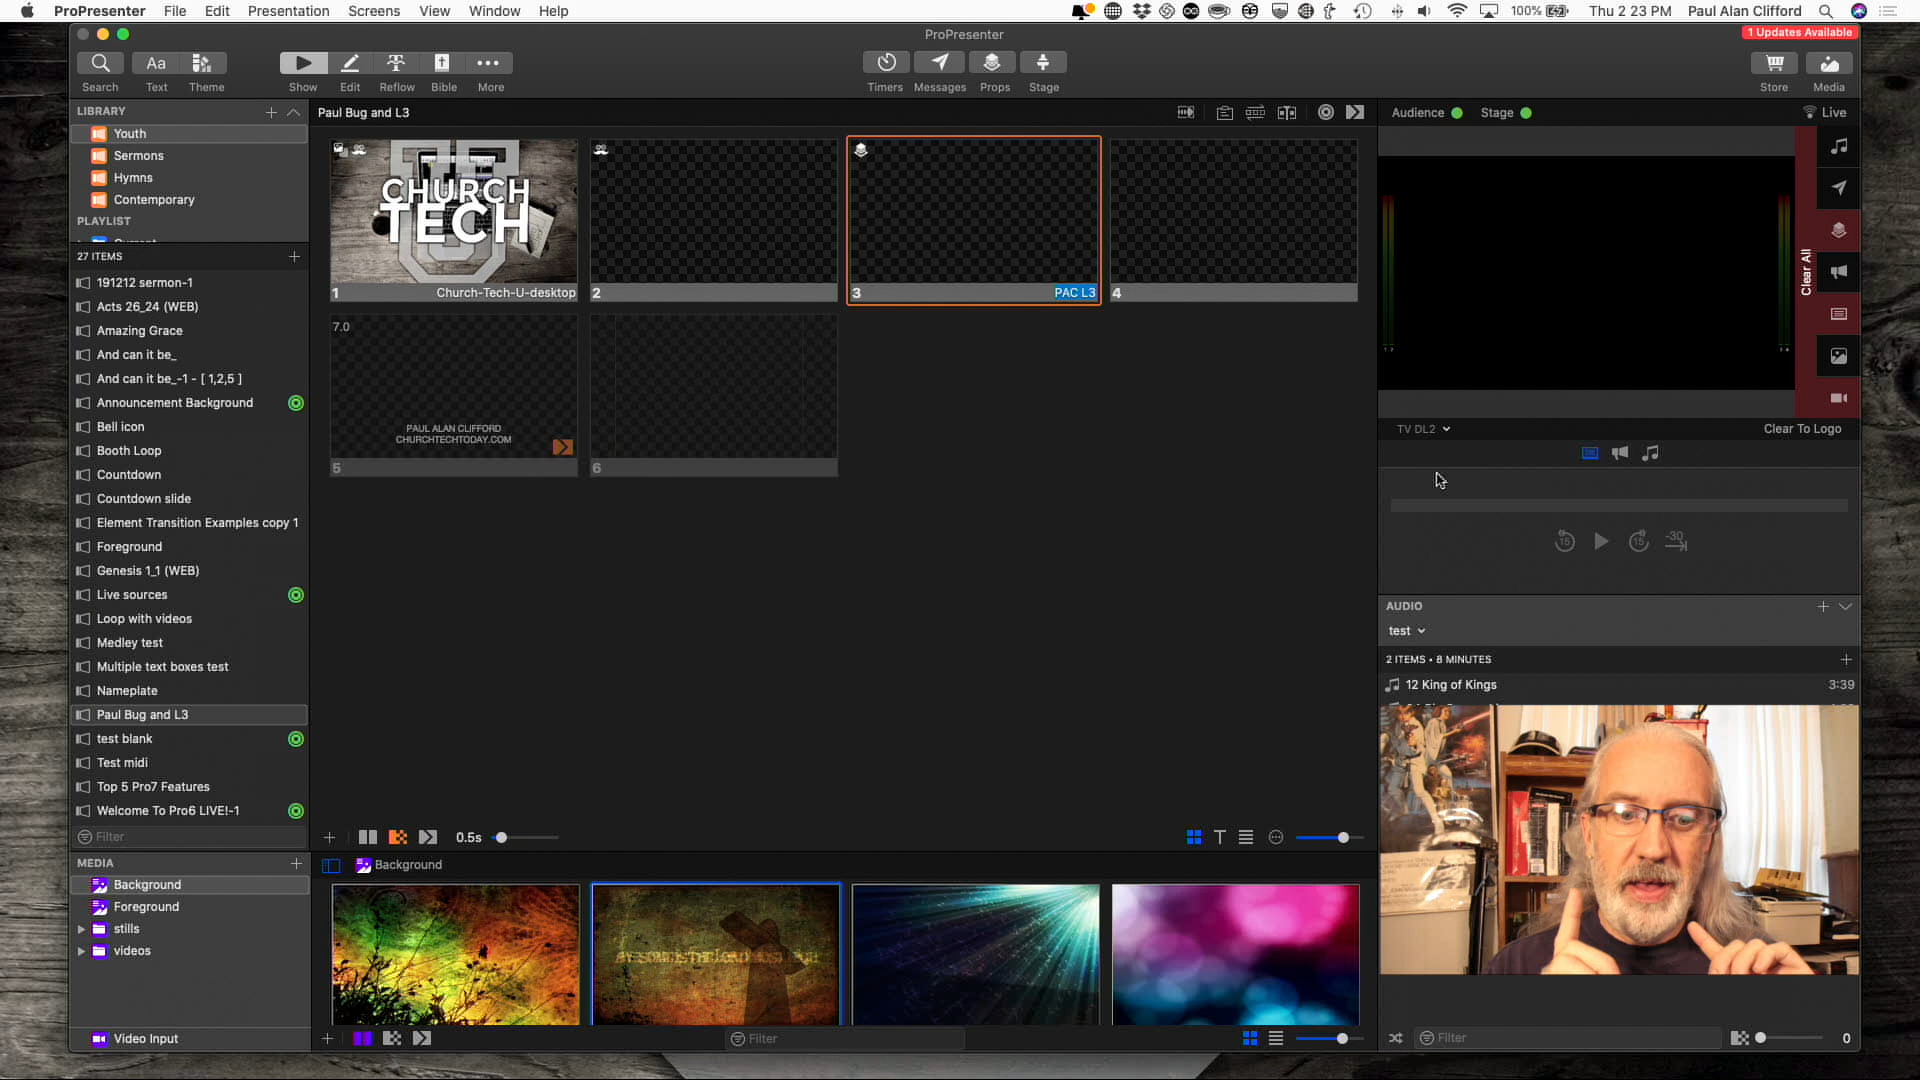 ProPresenter File Edit Presentation Screens View Window Help
100% Thu 2 23 PM Paul Alan Clifford
ProPresenter
1 Updates Available
Aa
Search Text Theme Show Edit Reflow Bible More
Timers Messages Props Stage
Store Media
LIBRARY
Youth
Sermons
Hymns
Contemporary
PLAYLIST
27 ITEMS
191212 sermon-1
Acts 26_24 (WEB)
Amazing Grace
And can it be_
And can it be_-1 - [ 1,2,5 ]
Announcement Background
Bell icon
Booth Loop
Countdown
Countdown slide
Element Transition Examples copy 1
Foreground
Genesis 1_1 (WEB)
Live sources
Loop with videos
Medley test
Multiple text boxes test
Nameplate
Paul Bug and L3
test blank
Test midi
Top 5 Pro7 Features
Welcome To Pro6 LIVE!-1
Filter
MEDIA
Background
Foreground
stills
videos
Video Input
Paul Bug and L3
CHURCH
TECH
1 Church-Tech-U-desktop
2
3 PAC L3
4
7.0
PAUL ALAN CLIFFORD
CHURCHTECHTODAY.COM
5
6
0.5s
T
Background
Filter
Audience Stage Live
Clear All
TV DL2 Clear To Logo
15 15 -30
AUDIO
test
2 ITEMS • 8 MINUTES
12 King of Kings 3:39
Filter 0